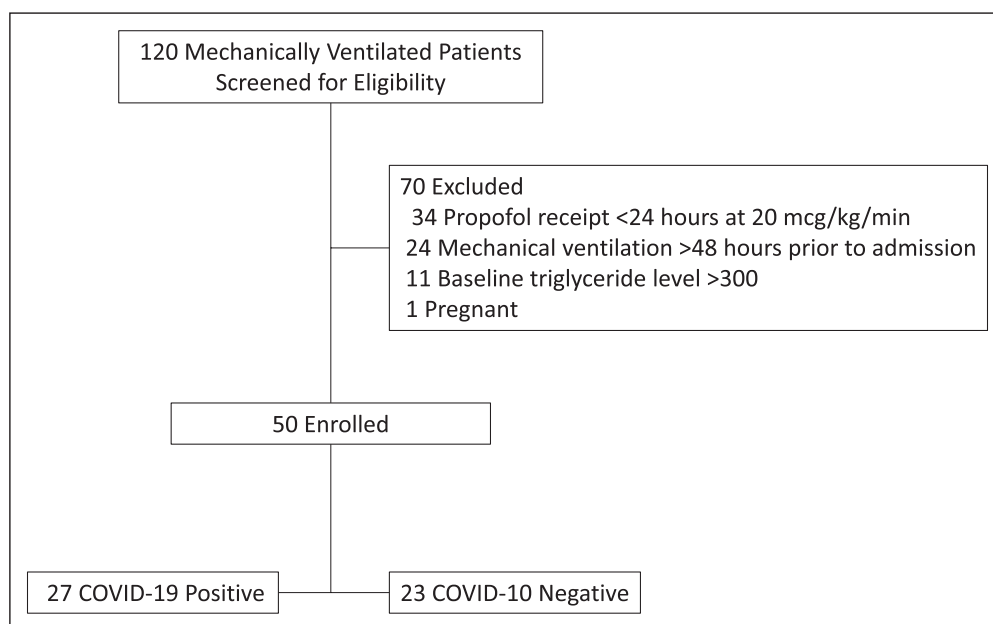 120 Mechanically Ventilated Patients
Screened for Eligibility
70 Excluded
34 Propofol receipt <24 hours at 20 mcg/kg/min
24 Mechanical ventilation >48 hours prior to admission
11 Baseline triglyceride level >300
1 Pregnant
50 Enrolled
27 COVID-19 Positive
23 COVID-10 Negative